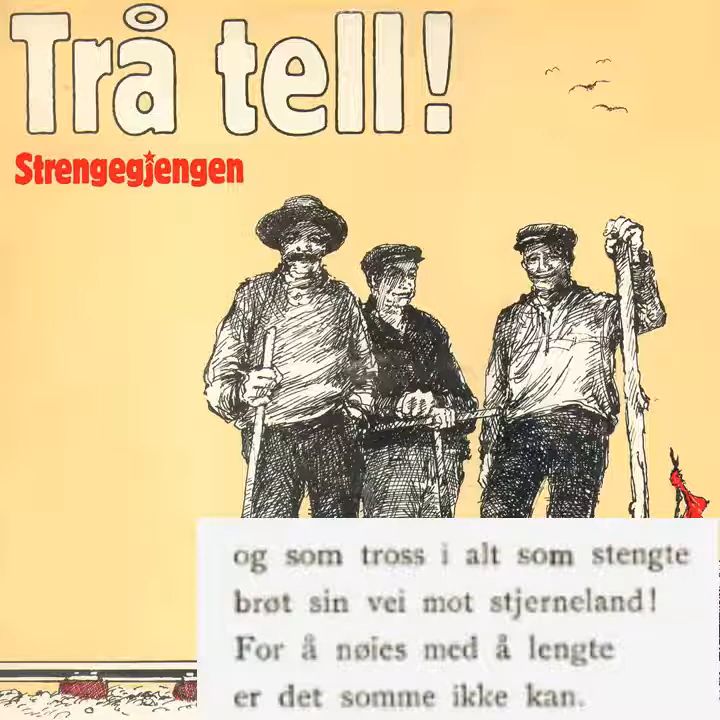 Trå tell!
Strengegjengen
og som tross i alt som stengte
brøt sin vei mot stjerneland!
For å nøies med å lengte
er det somme ikke kan.